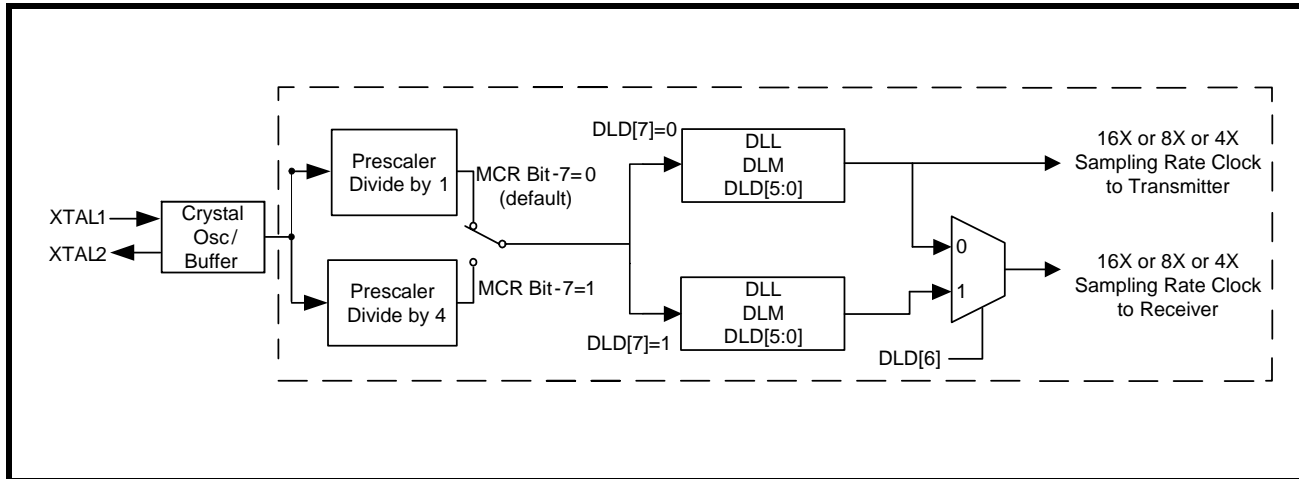 XTAL1
XTAL2
Crystal
Osc/
Buffer
Prescaler
Divide by 1
Prescaler
Divide by 4
MCR Bit-7=0
(default)
MCR Bit-7=1
DLD[7]=0
DLL
DLM
DLD[5:0]
DLD[7]=1
DLL
DLM
DLD[5:0]
0
1
DLD[6]
16X or 8X or 4X
Sampling Rate Clock
to Transmitter
16X or 8X or 4X
Sampling Rate Clock
to Receiver